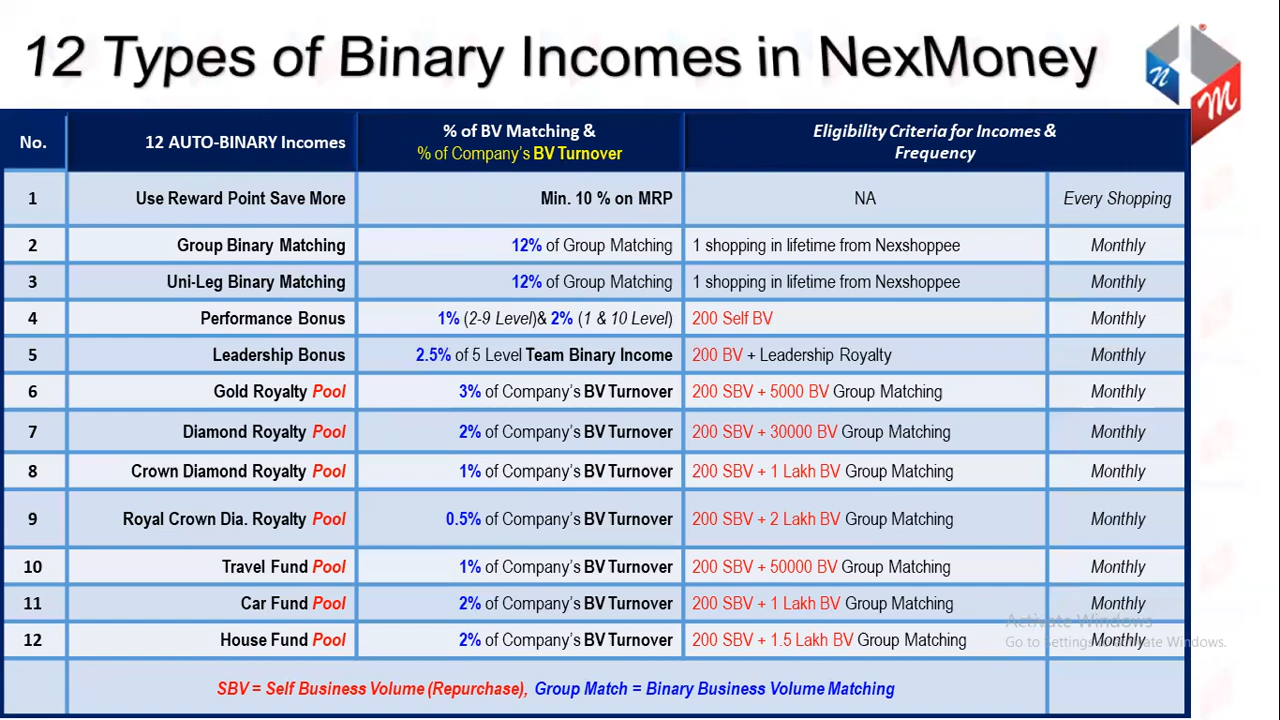 12 Types of Binary Incomes in NexMoney
n
M
No. 12 AUTO-BINARY Incomes % of BV Matching & % of Company's BV Turnover Eligibility Criteria for Incomes & Frequency
1 Use Reward Point Save More Min. 10 % on MRP NA Every Shopping
2 Group Binary Matching 12% of Group Matching 1 shopping in lifetime from Nexshoppee Monthly
3 Uni-Leg Binary Matching 12% of Group Matching 1 shopping in lifetime from Nexshoppee Monthly
4 Performance Bonus 1% (2-9 Level)& 2% (1 & 10 Level) 200 Self BV Monthly
5 Leadership Bonus 2.5% of 5 Level Team Binary Income 200 BV + Leadership Royalty Monthly
6 Gold Royalty Pool 3% of Company's BV Turnover 200 SBV + 5000 BV Group Matching Monthly
7 Diamond Royalty Pool 2% of Company's BV Turnover 200 SBV + 30000 BV Group Matching Monthly
8 Crown Diamond Royalty Pool 1% of Company's BV Turnover 200 SBV + 1 Lakh BV Group Matching Monthly
9 Royal Crown Dia. Royalty Pool 0.5% of Company's BV Turnover 200 SBV + 2 Lakh BV Group Matching Monthly
10 Travel Fund Pool 1% of Company's BV Turnover 200 SBV + 50000 BV Group Matching Monthly
11 Car Fund Pool 2% of Company's BV Turnover 200 SBV + 1 Lakh BV Group Matching Monthly
12 House Fund Pool 2% of Company's BV Turnover 200 SBV + 1.5 Lakh BV Group Matching Monthly
Activate Windows
Go to Settings to activate Windows.
SBV = Self Business Volume (Repurchase), Group Match = Binary Business Volume Matching